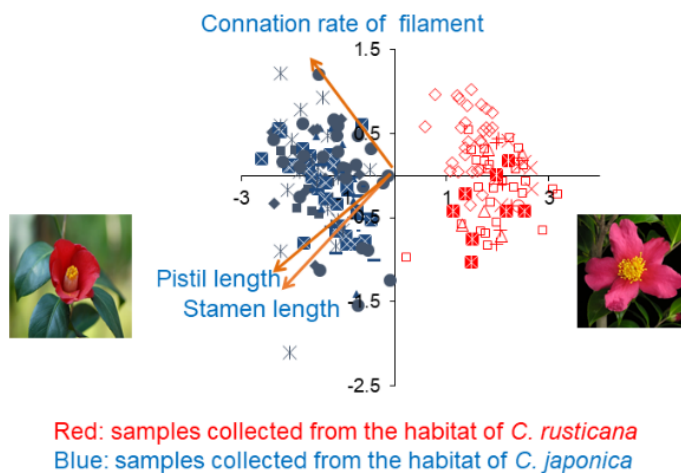 Connation rate of filament
1.5
0.5
-3
-1
1
3
-0.5
Pistil length
Stamen length
-1.5
-2.5
Red: samples collected from the habitat of C. rusticana
Blue: samples collected from the habitat of C. japonica